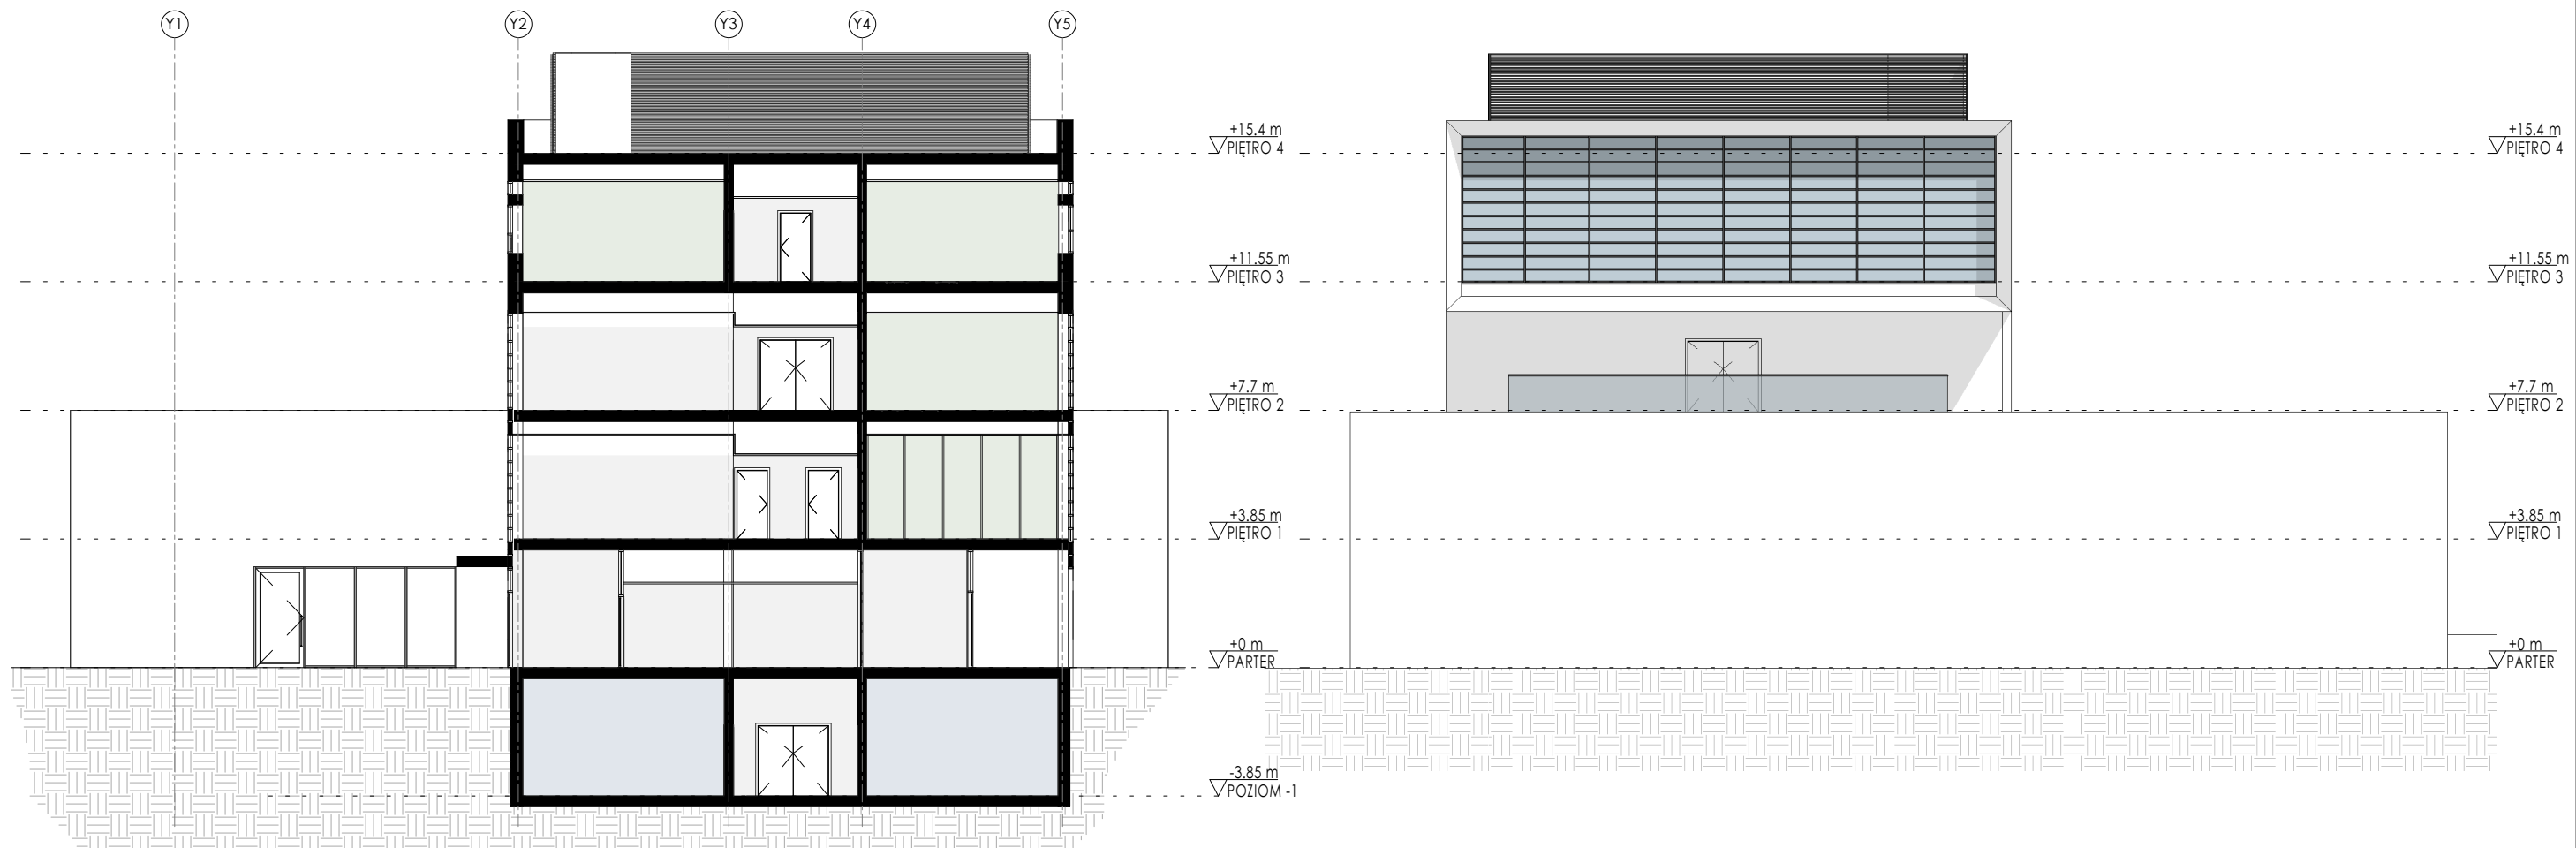 Y1
Y2
Y3
Y4
Y5
+15.4 m
PIĘTRO 4
+11.55 m
PIĘTRO 3
+7.7 m
PIĘTRO 2
+3.85 m
PIĘTRO 1
+0 m
PARTER
-3.85 m
POZIOM -1
+15.4 m
PIĘTRO 4
+11.55 m
PIĘTRO 3
+7.7 m
PIĘTRO 2
+3.85 m
PIĘTRO 1
+0 m
PARTER